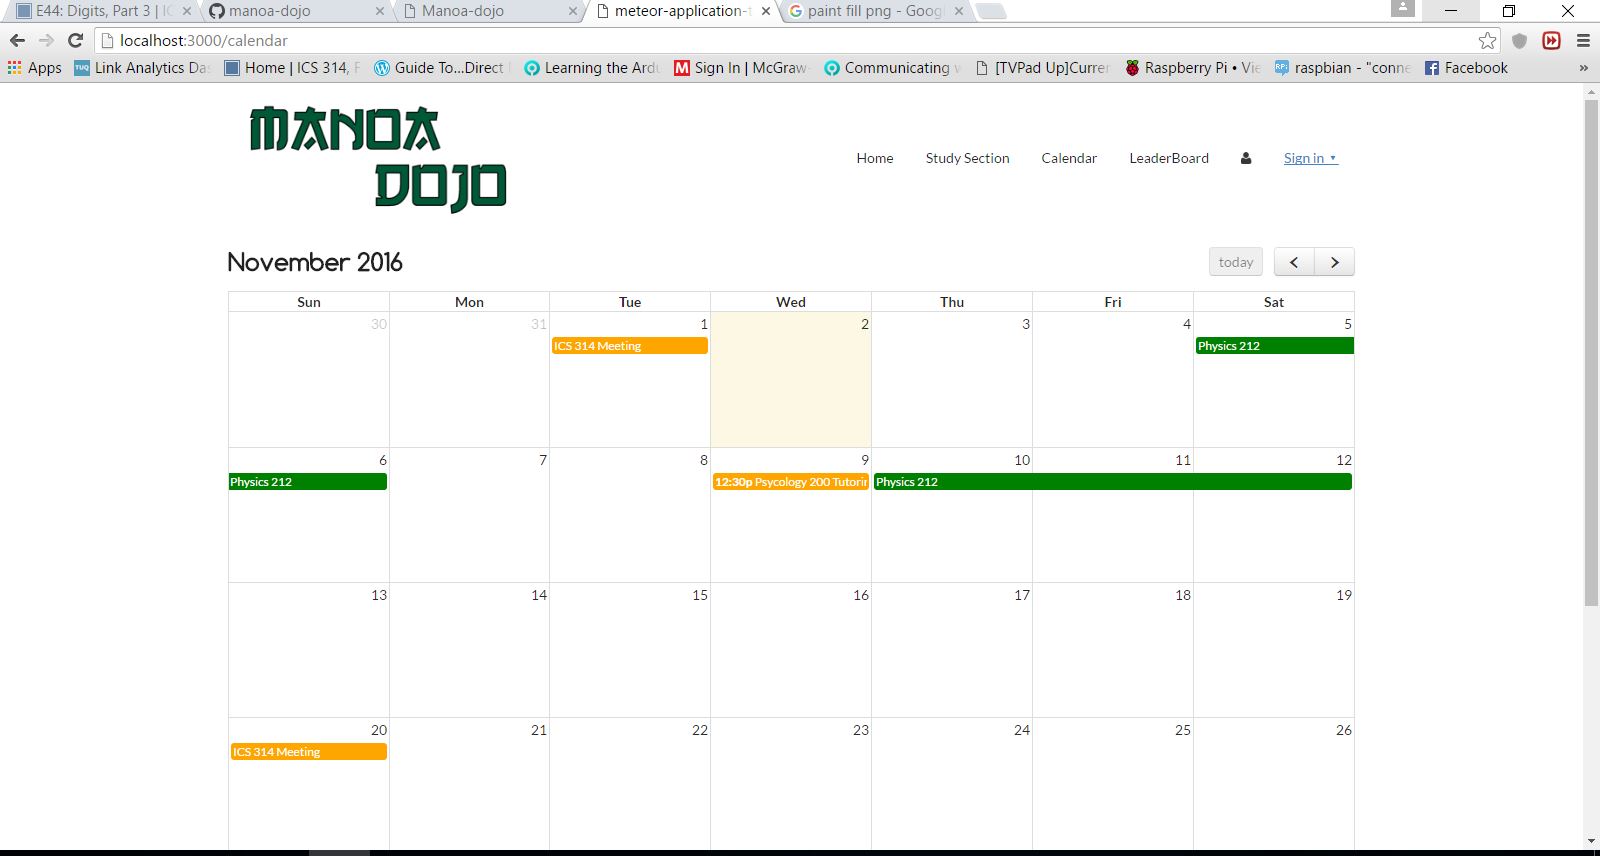 E44: Digits, Part 3 | IC
manoa-dojo
Manoa-dojo
meteor-application-t
paint fill png - Goog
localhost:3000/calendar
Apps Link Analytics Das Home | ICS 314, F Guide To...Direct Learning the Ardu Sign In | McGraw- Communicating w [TVPad Up]Curren Raspberry Pi • Vie raspbian - "conne Facebook »
MANOA
DOJO
Home Study Section Calendar LeaderBoard Sign in
November 2016
today
Sun Mon Tue Wed Thu Fri Sat
30 31 1 2 3 4 5
ICS 314 Meeting Physics 212
6 7 8 9 10 11 12
Physics 212 12:30p Psycology 200 Tutorin Physics 212
13 14 15 16 17 18 19
20 21 22 23 24 25 26
ICS 314 Meeting